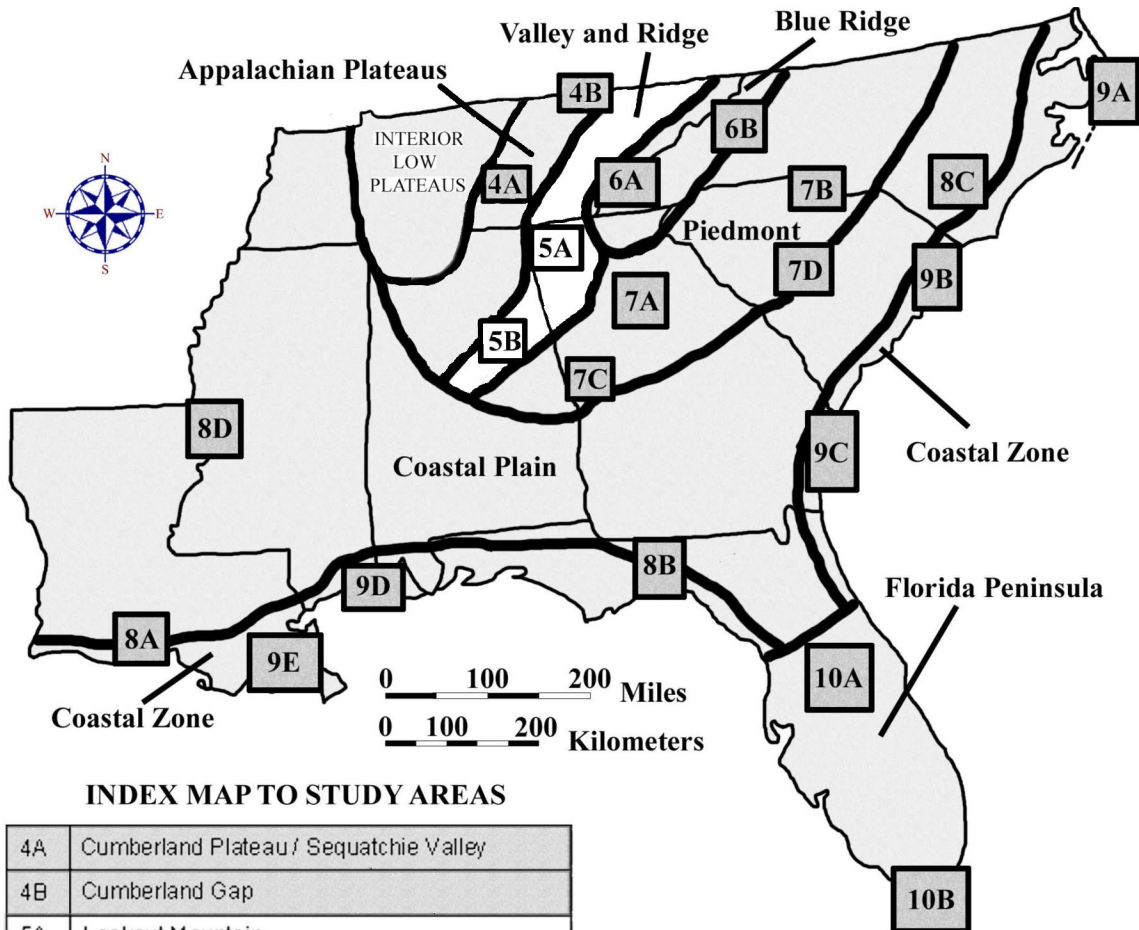 Blue Ridge
Valley and Ridge
Appalachian Plateaus
4B
9A
INTERIOR
LOW
PLATEAUS
6B
N
W E
S
4A
6A
7B
8C
5A
Piedmont
7D
9B
7A
5B
7C
8D
Coastal Plain
9C
Coastal Zone
8B
9D
Florida Peninsula
8A
9E
10A
0 100 200 Miles
Coastal Zone
0 100 200 Kilometers
INDEX MAP TO STUDY AREAS
4A Cumberland Plateau / Sequatchie Valley
4B Cumberland Gap
10B
5A Lookout Mountain